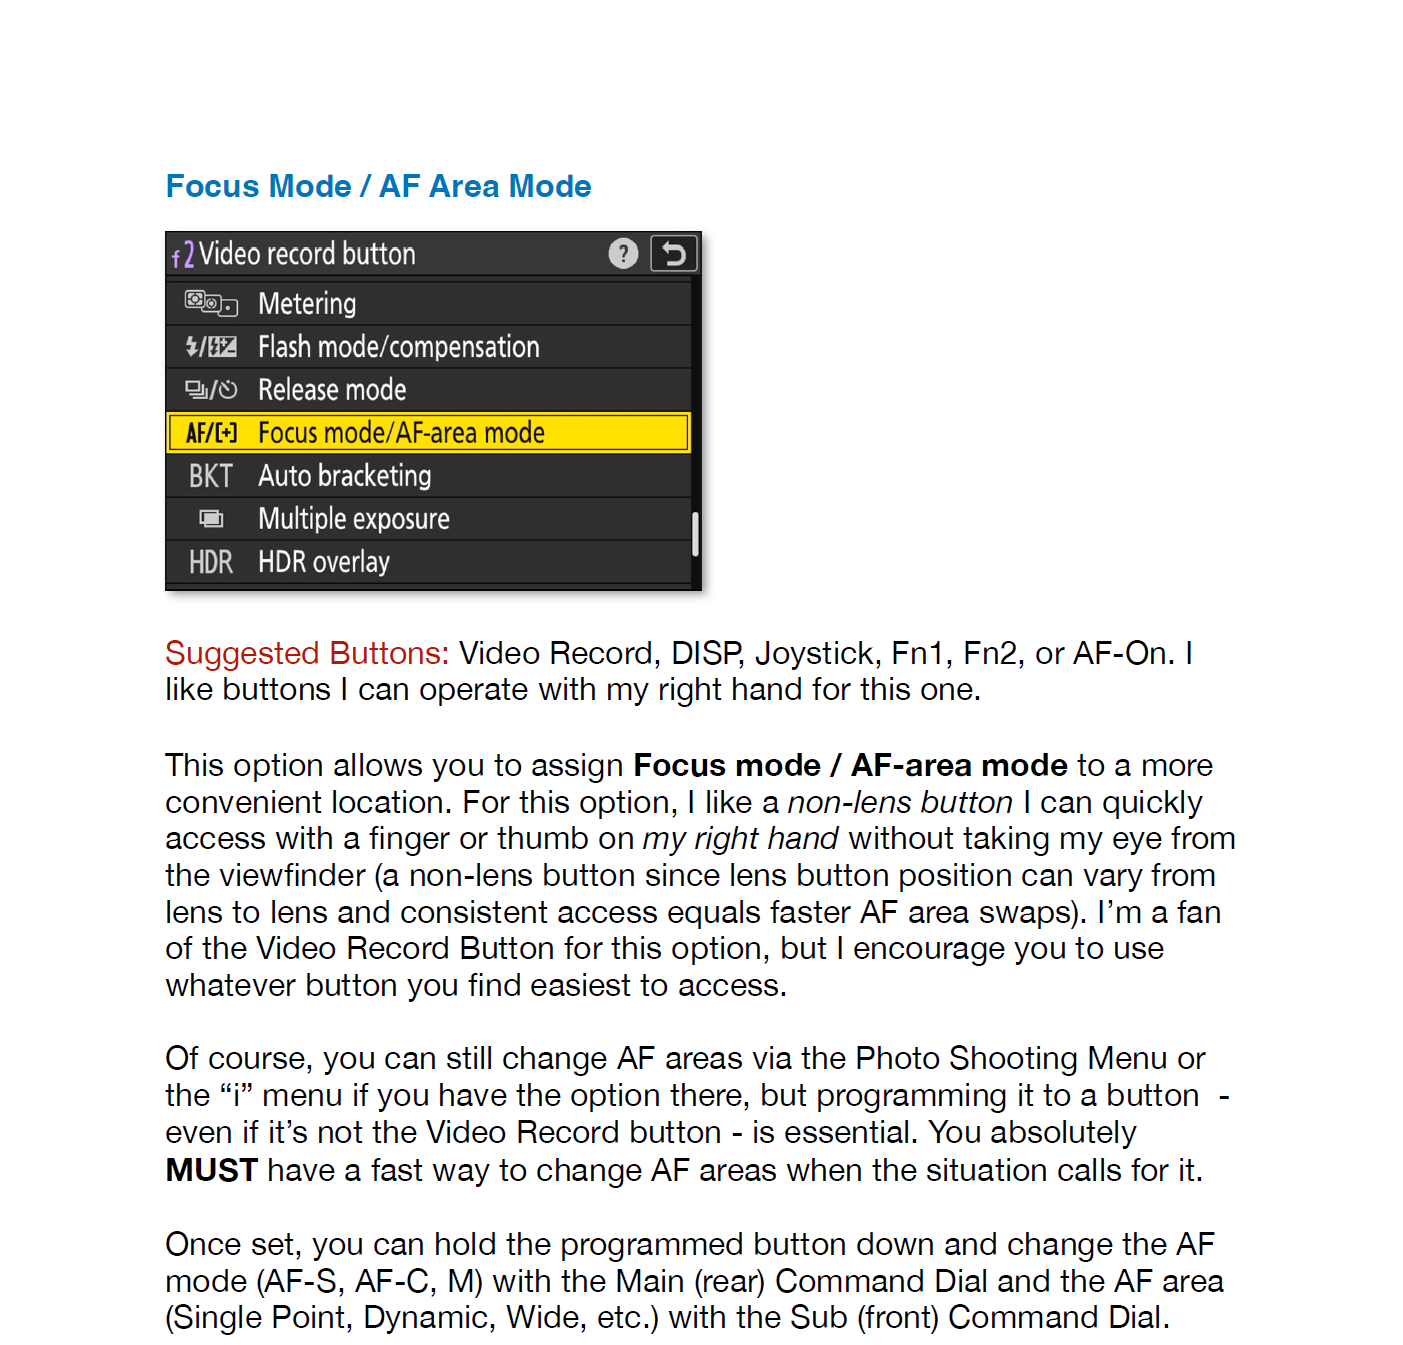 Focus Mode / AF Area Mode
f2 Video record button ?
Metering
Flash mode/compensation
Release mode
AF/[+] Focus mode/AF-area mode
BKT Auto bracketing
Multiple exposure
HDR HDR overlay
Suggested Buttons: Video Record, DISP, Joystick, Fn1, Fn2, or AF-On. I
like buttons I can operate with my right hand for this one.
This option allows you to assign Focus mode / AF-area mode to a more
convenient location. For this option, I like a non-lens button I can quickly
access with a finger or thumb on my right hand without taking my eye from
the viewfinder (a non-lens button since lens button position can vary from
lens to lens and consistent access equals faster AF area swaps). I’m a fan
of the Video Record Button for this option, but I encourage you to use
whatever button you find easiest to access.
Of course, you can still change AF areas via the Photo Shooting Menu or
the “i” menu if you have the option there, but programming it to a button  -
even if it’s not the Video Record button - is essential. You absolutely
MUST have a fast way to change AF areas when the situation calls for it.
Once set, you can hold the programmed button down and change the AF
mode (AF-S, AF-C, M) with the Main (rear) Command Dial and the AF area
(Single Point, Dynamic, Wide, etc.) with the Sub (front) Command Dial.